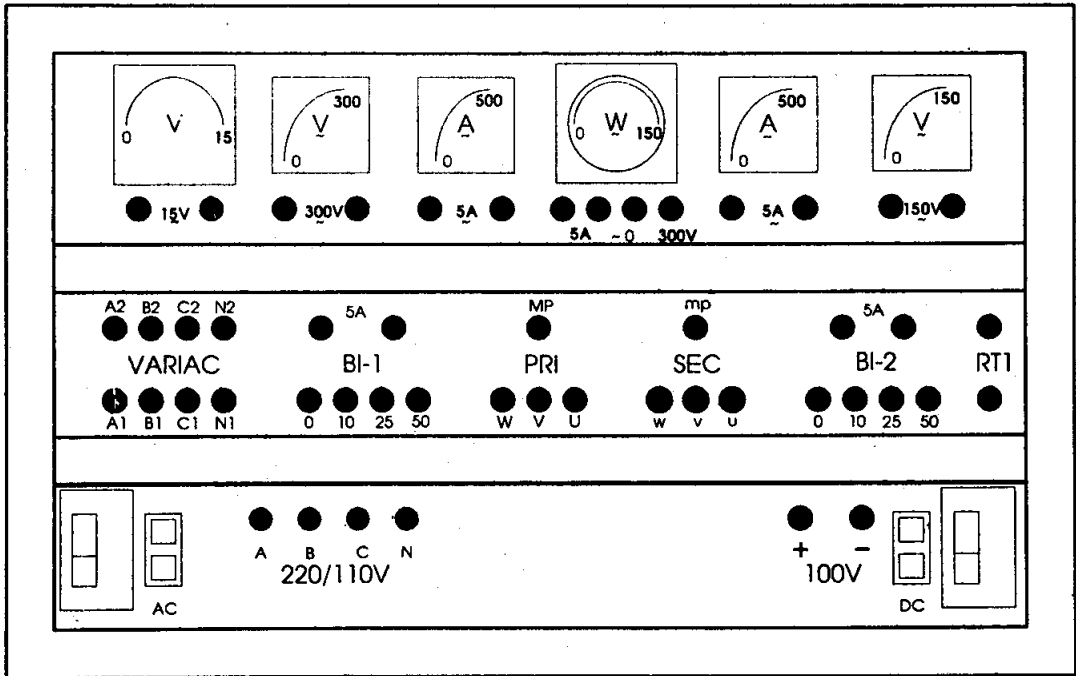 V 0 15
V ~ 0 300
A ~ 0 500
W ~ 0 150
A ~ 0 500
V ~ 0 150
15V ~
300V ~
5A ~
5A ~ 0 300V
5A ~
150V ~
A2 B2 C2 N2
5A
MP
mp
5A
VARIAC
BI-1
PRI
SEC
BI-2
RT1
A1 B1 C1 N1
0 10 25 50
W V U
w v u
0 10 25 50
A B C N
220/110V
AC
+ -
100V
DC